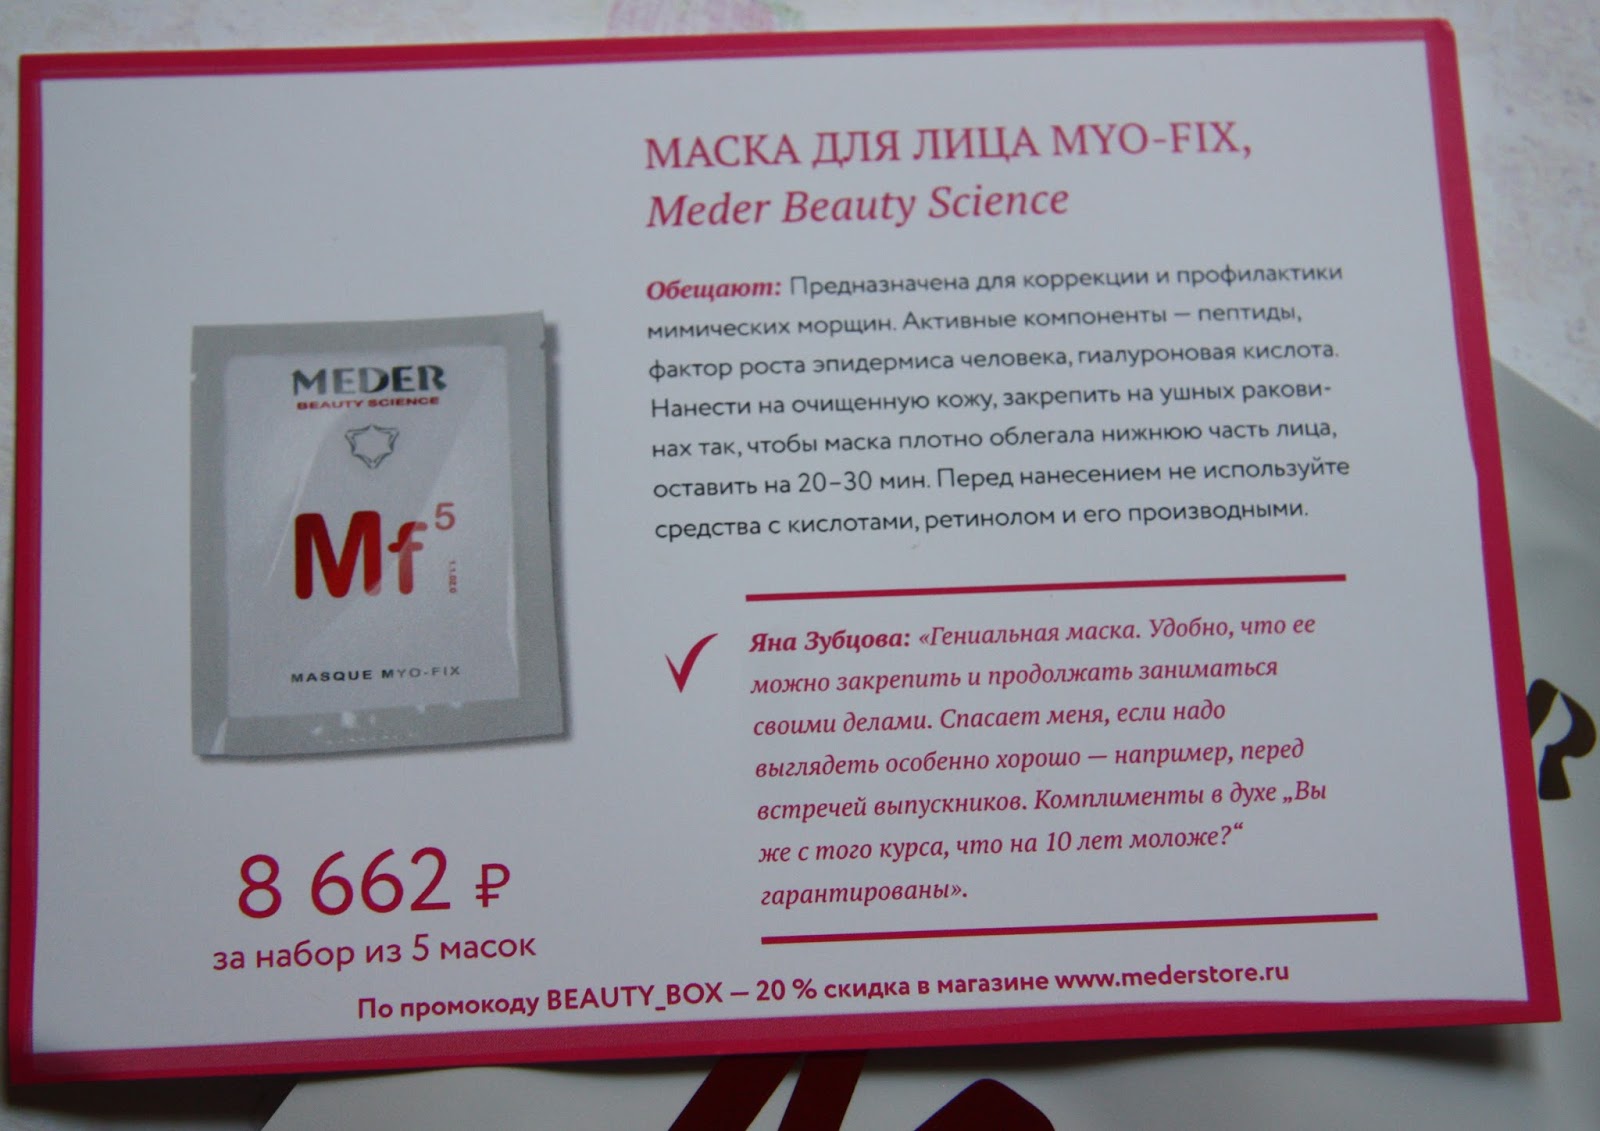 МАСКА ДЛЯ ЛИЦА MYO-FIX,
Meder Beauty Science
Обещают: Предназначена для коррекции и профилактики
мимических морщин. Активные компоненты — пептиды,
фактор роста эпидермиса человека, гиалуроновая кислота.
Нанести на очищенную кожу, закрепить на ушных ракови-
нах так, чтобы маска плотно облегала нижнюю часть лица,
оставить на 20–30 мин. Перед нанесением не используйте
средства с кислотами, ретинолом и его производными.
MEDER
BEAUTY SCIENCE
Mf5
MASQUE MYO-FIX
Яна Зубцова: «Гениальная маска. Удобно, что ее
можно закрепить и продолжать заниматься
своими делами. Спасает меня, если надо
выглядеть особенно хорошо — например, перед
встречей выпускников. Комплименты в духе „Вы
же с того курса, что на 10 лет моложе?“
гарантированы».
8 662 ₽
за набор из 5 масок
По промокоду BEAUTY_BOX — 20 % скидка в магазине www.mederstore.ru